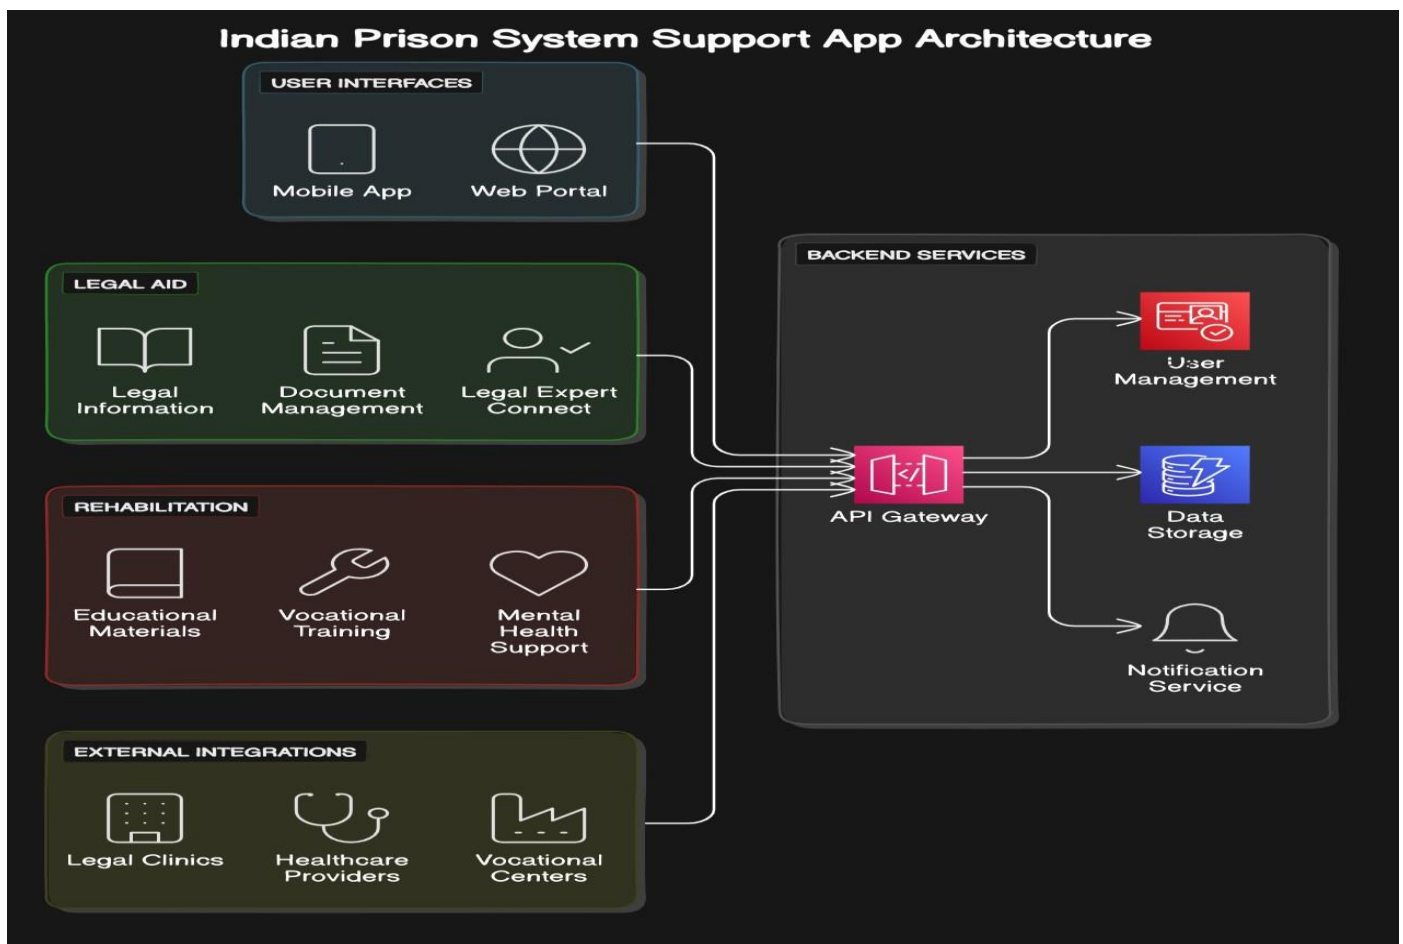 Indian Prison System Support App Architecture
USER INTERFACES
Mobile App
Web Portal
LEGAL AID
Legal
Information
Document
Management
Legal Expert
Connect
REHABILITATION
Educational
Materials
Vocational
Training
Mental
Health
Support
EXTERNAL INTEGRATIONS
Legal Clinics
Healthcare
Providers
Vocational
Centers
BACKEND SERVICES
API Gateway
User
Management
Data
Storage
Notification
Service